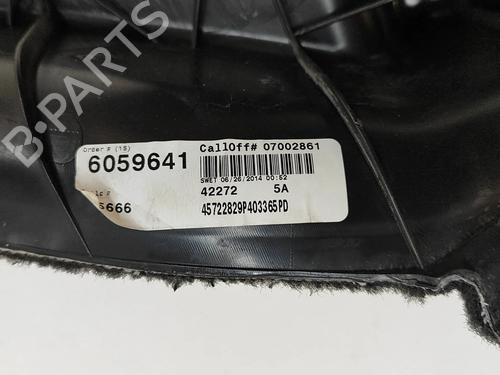 B-PARTS
Order # (1S)
6059641
CallOff# 07002861
SWET 06/26/2014 00:52
42272 5A
5666
45722829P403365PD